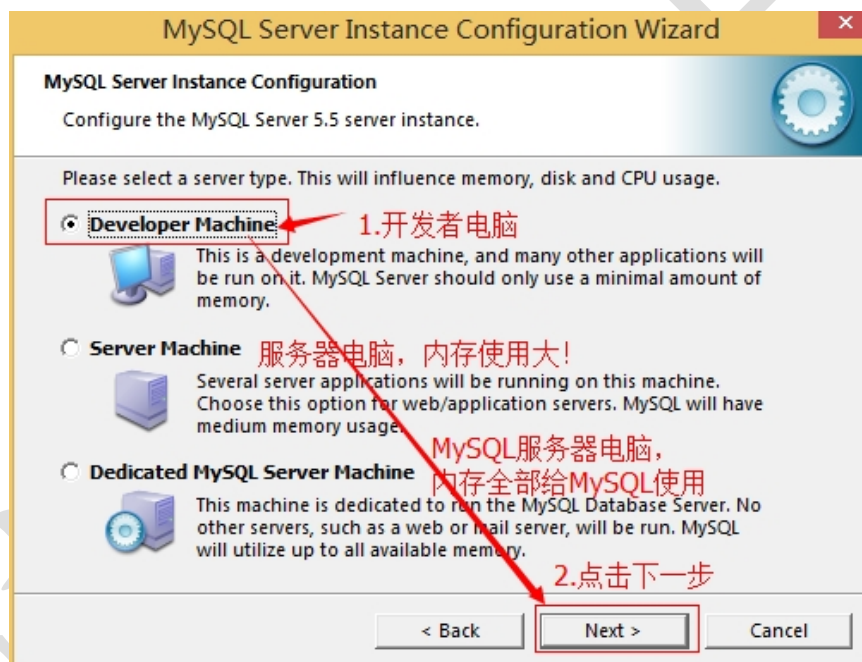 MySQL Server Instance Configuration Wizard
MySQL Server Instance Configuration
Configure the MySQL Server 5.5 server instance.
Please select a server type. This will influence memory, disk and CPU usage.
Developer Machine
1.开发者电脑
This is a development machine, and many other applications will
be run on it. MySQL Server should only use a minimal amount of
memory.
Server Machine
服务器电脑，内存使用大！
Several server applications will be running on this machine.
Choose this option for web/application servers. MySQL will have
medium memory usage.
MySQL服务器电脑，
内存全部给MySQL使用
Dedicated MySQL Server Machine
This machine is dedicated to run the MySQL Database Server. No
other servers, such as a web or mail server, will be run. MySQL
will utilize up to all available memory.
2.点击下一步
< Back
Next >
Cancel